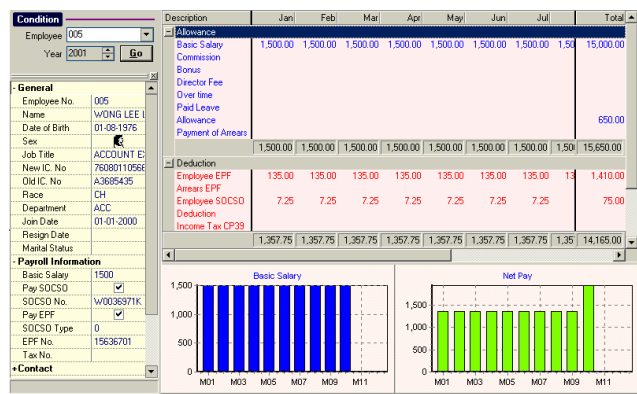 Condition
Employee 005
Year 2001 Go
- General
Employee No. 005
Name WONG LEE
Date of Birth 01-08-1976
Sex
Job Title ACCOUNT
New IC. No 76080110566
Old IC. No A3685435
Race CH
Department ACC
Join Date 01-01-2000
Resign Date
Marital Status
- Payroll Information
Basic Salary 1500
Pay SOCSO
SOCSO No. W0036971K
Pay EPF
SOCSO Type 0
EPF No. 15636701
Tax No.
+Contact
Description Jan Feb Mar Apr May Jun Jul Total
Allowance
Basic Salary 1,500.00 1,500.00 1,500.00 1,500.00 1,500.00 1,500.00 1,500.00 1,50 15,000.00
Commission
Bonus
Director Fee
Over time
Paid Leave
Allowance 650.00
Payment of Arrears
1,500.00 1,500.00 1,500.00 1,500.00 1,500.00 1,500.00 1,500.00 1,50 15,650.00
Deduction
Employee EPF 135.00 135.00 135.00 135.00 135.00 135.00 135.00 13 1,410.00
Arrears EPF
Employee SOCSO 7.25 7.25 7.25 7.25 7.25 7.25 7.25 75.00
Deduction
Income Tax CP39
1,357.75 1,357.75 1,357.75 1,357.75 1,357.75 1,357.75 1,357.75 1,35 14,165.00
Basic Salary
1,500
1,000
500
0
M01 M03 M05 M07 M09 M11
Net Pay
1,500
1,000
500
0
M01 M03 M05 M07 M09 M11